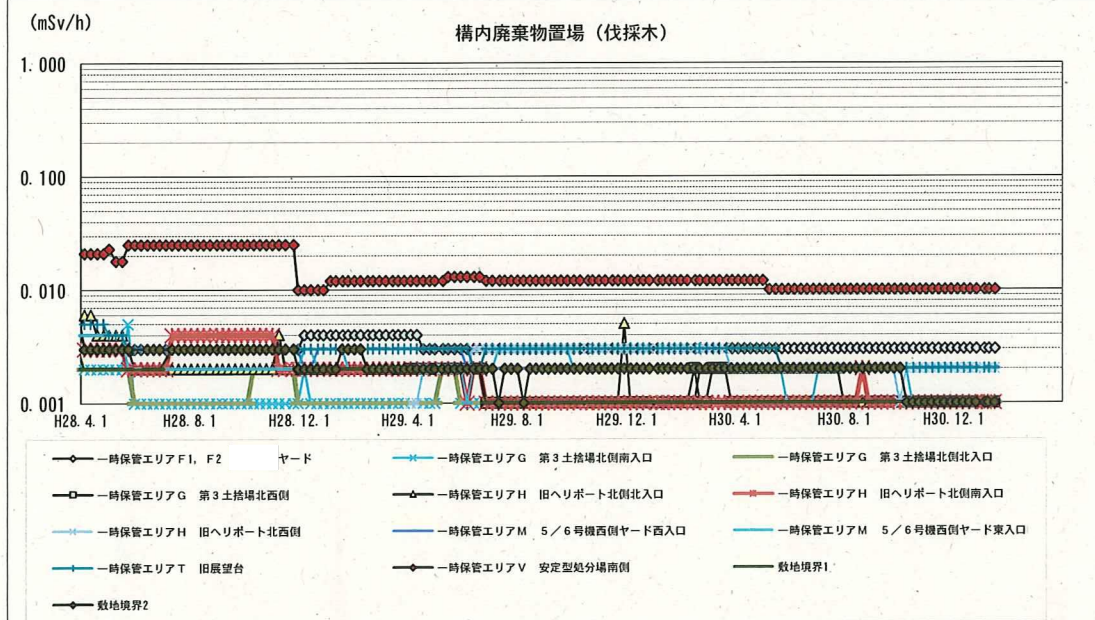 (mSv/h)
構内廃棄物置場（伐採木）
1.000
0.100
0.010
0.001
H28.4.1 H28.8.1 H28.12.1 H29.4.1 H29.8.1 H29.12.1 H30.4.1 H30.8.1 H30.12.1
一時保管エリアF1, F2 ヤード 一時保管エリアG 第3土捨場北側南入口 一時保管エリアG 第3土捨場北側北入口
一時保管エリアG 第3土捨場北西側 一時保管エリアH 旧ヘリポート北側北入口 一時保管エリアH 旧ヘリポート北側南入口
一時保管エリアH 旧ヘリポート北西側 一時保管エリアM 5／6号機西側ヤード西入口 一時保管エリアM 5／6号機西側ヤード東入口
一時保管エリアT 旧展望台 一時保管エリアV 安定型処分場南側 敷地境界1
敷地境界2